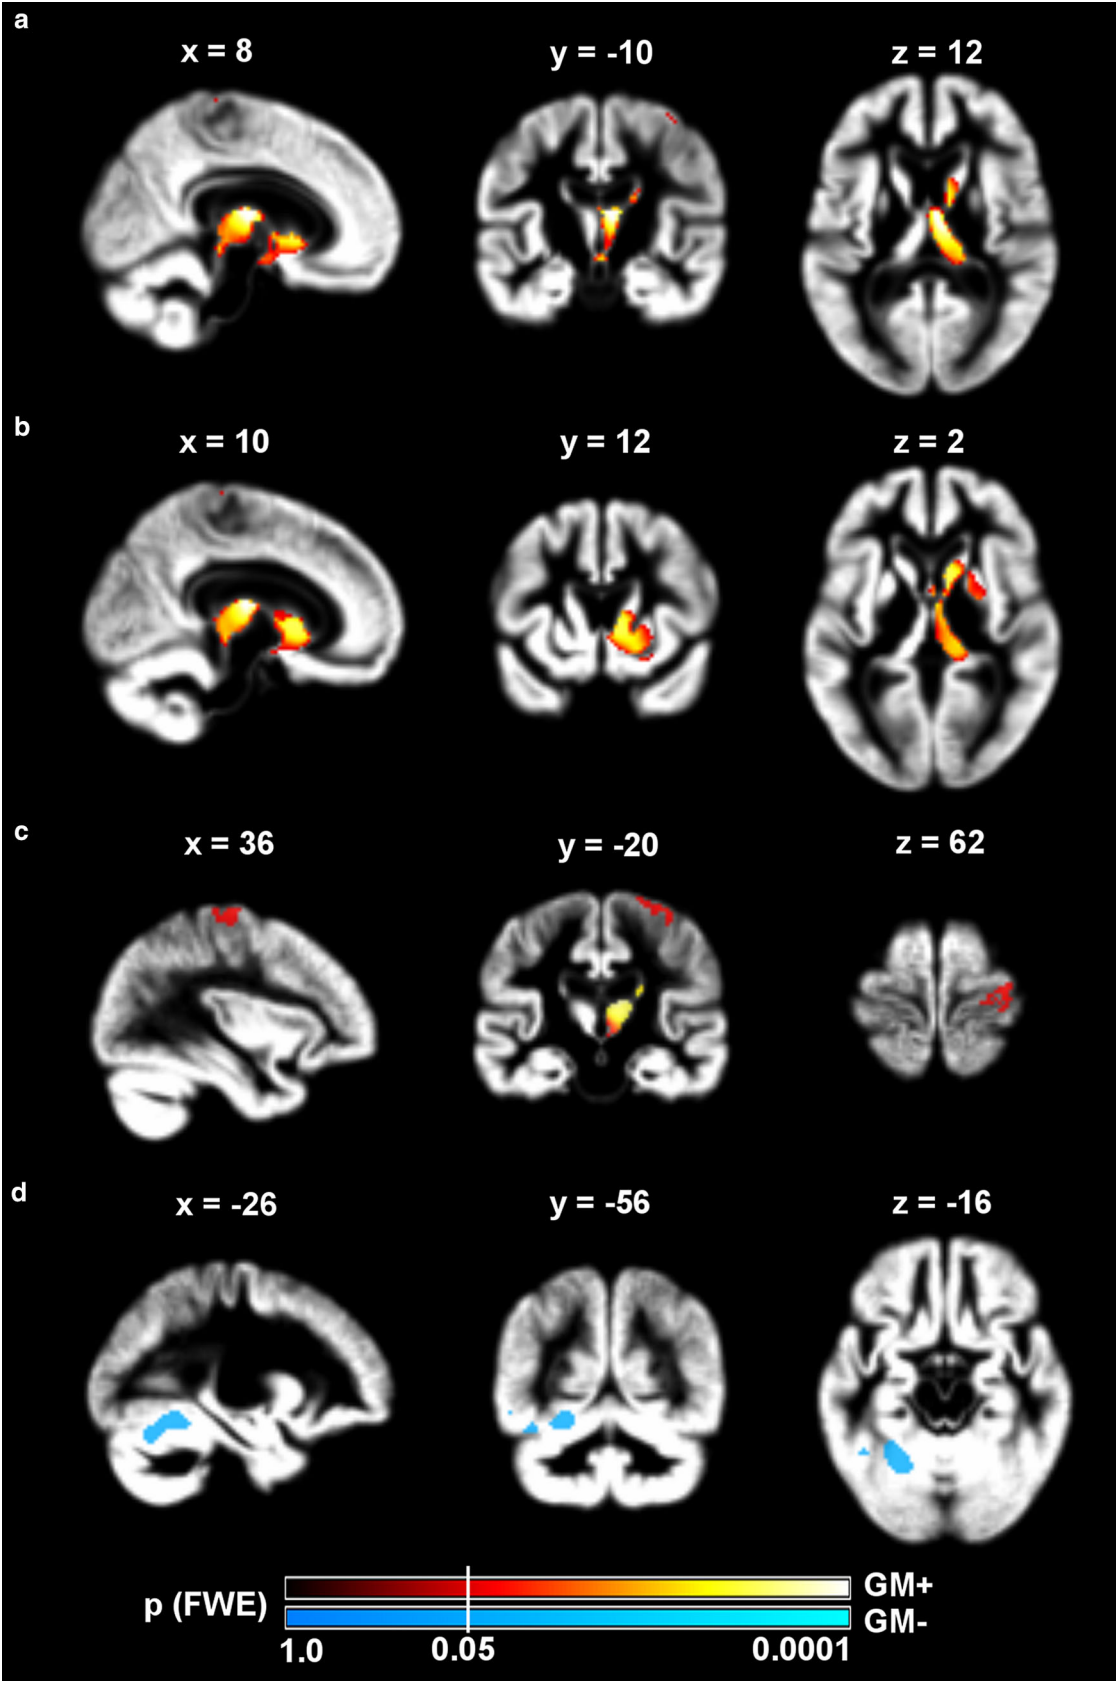 a
x = 8 y = -10 z = 12
b
x = 10 y = 12 z = 2
c
x = 36 y = -20 z = 62
d
x = -26 y = -56 z = -16
p (FWE) GM+
GM-
1.0 0.05 0.0001